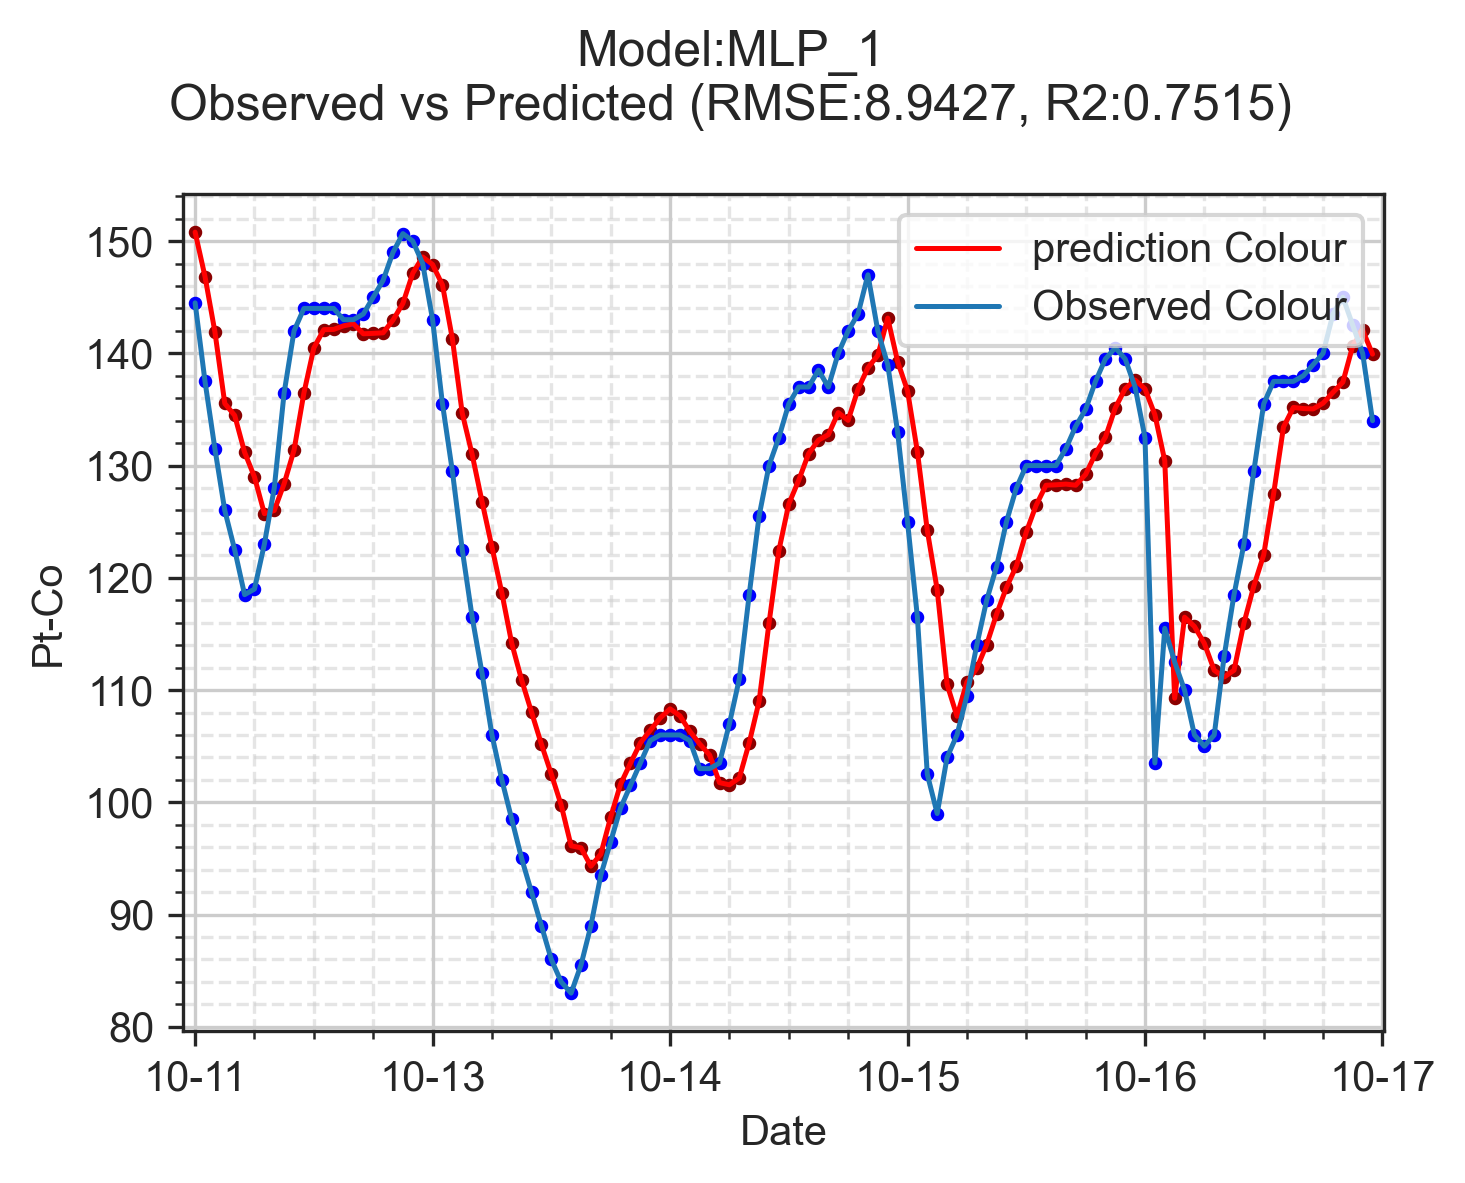 Model:MLP_1
Observed vs Predicted (RMSE:8.9427, R2:0.7515)
prediction Colour
Observed Colour
150
140
130
120
110
100
90
80
Pt-Co
10-11 10-13 10-14 10-15 10-16 10-17
Date